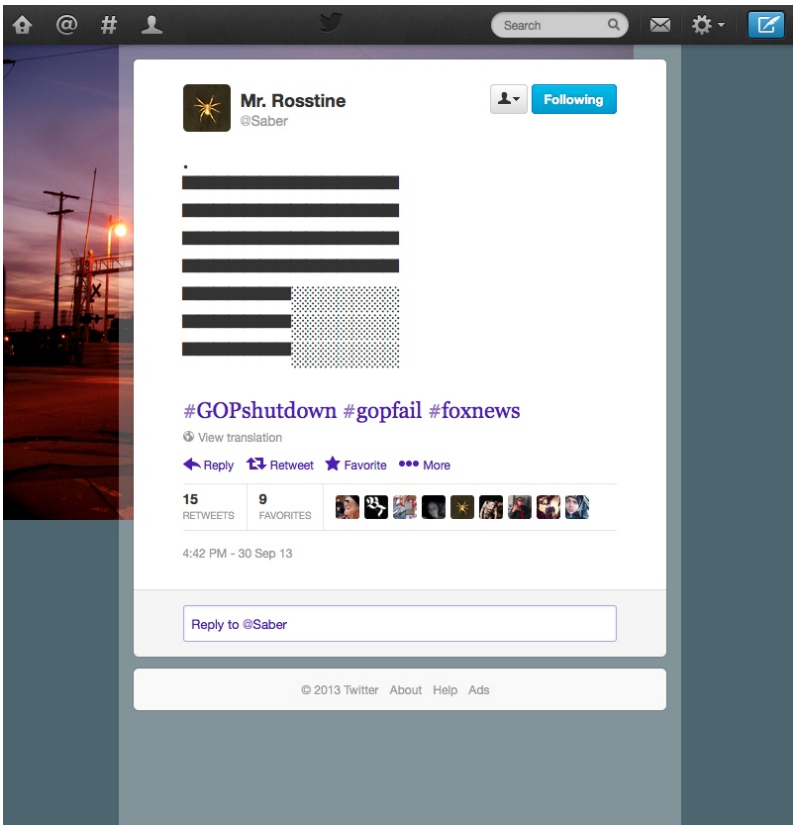 Search
Mr. Rosstine
@Saber
Following
.
#GOPshutdown #gopfail #foxnews
View translation
Reply Retweet Favorite More
15 9
RETWEETS FAVORITES
4:42 PM - 30 Sep 13
Reply to @Saber
© 2013 Twitter About Help Ads